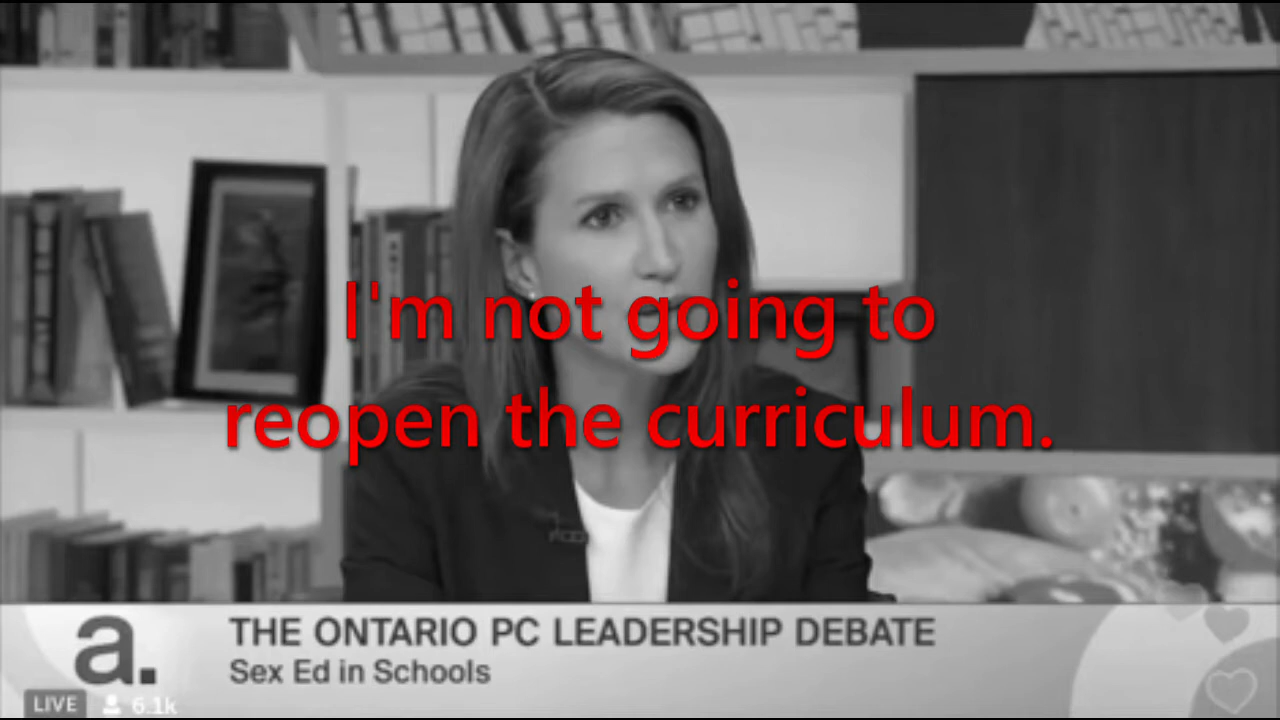 I'm not going to
reopen the curriculum.
a.
THE ONTARIO PC LEADERSHIP DEBATE
Sex Ed in Schools
LIVE 6.1k